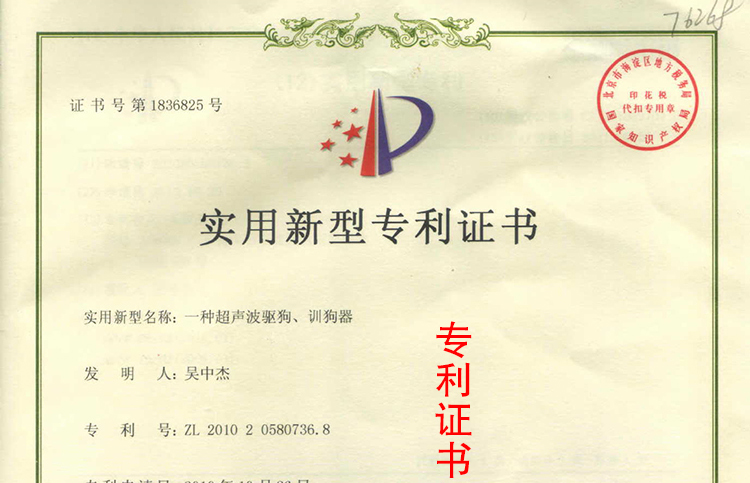 76268
证书号第1836825号
北京市海淀区地方税务局
印花税
代扣专用章
国家知识产权局
实用新型专利证书
实用新型名称：一种超声波驱狗、训狗器
发明人：吴中杰
专利号：ZL 2010 2 0580736.8
专利证书